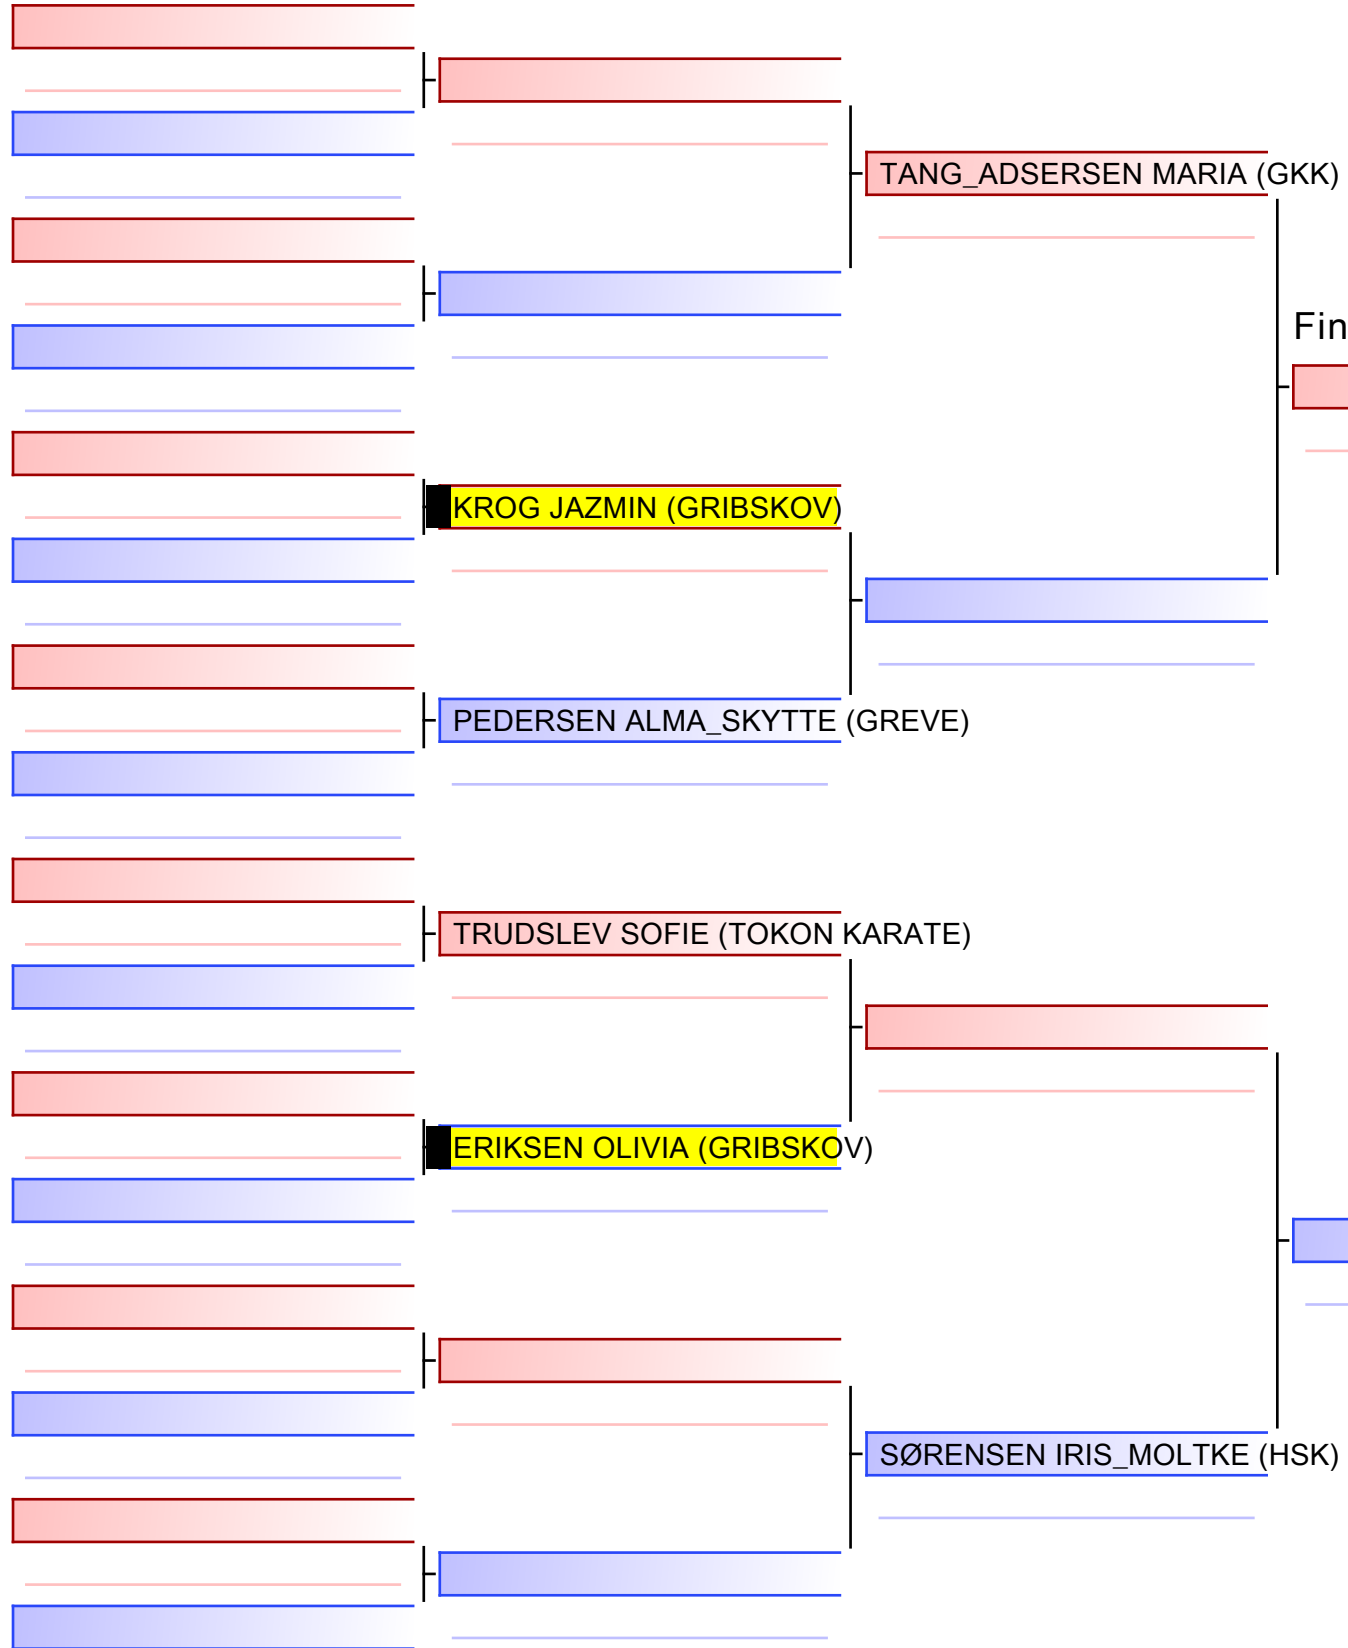 TANG_ADSERSEN MARIA (GKK)
Fin
KROG JAZMIN (GRIBSKOV)
PEDERSEN ALMA_SKYTTE (GREVE)
TRUDSLEV SOFIE (TOKON KARATE)
ERIKSEN OLIVIA (GRIBSKOV)
SØRENSEN IRIS_MOLTKE (HSK)